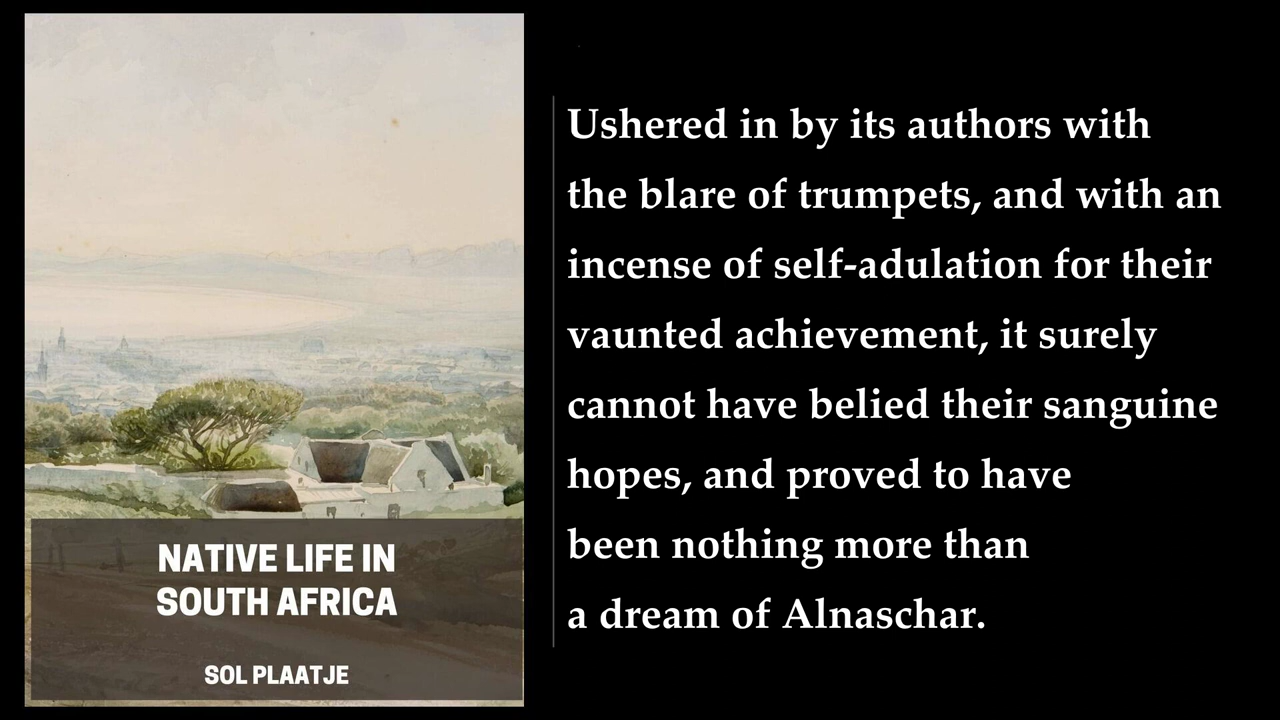 NATIVE LIFE IN
SOUTH AFRICA
SOL PLAATJE
Ushered in by its authors with
the blare of trumpets, and with an
incense of self-adulation for their
vaunted achievement, it surely
cannot have belied their sanguine
hopes, and proved to have
been nothing more than
a dream of Alnaschar.